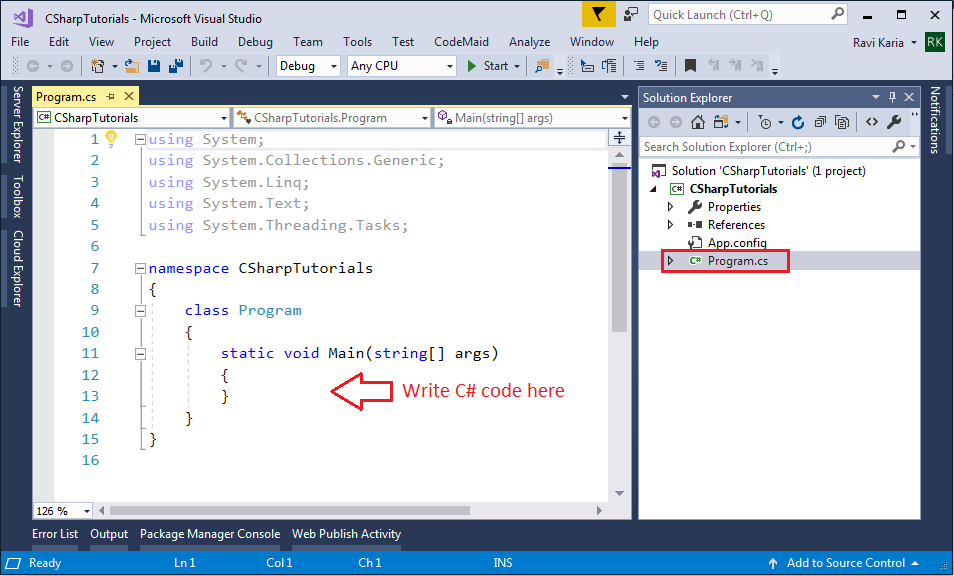 CSharpTutorials - Microsoft Visual Studio
Quick Launch (Ctrl+Q)
File Edit View Project Build Debug Team Tools Test CodeMaid Analyze Window Help
Ravi Karia RK
Debug Any CPU Start
Server Explorer
Toolbox
Cloud Explorer
Program.cs
C# CSharpTutorials CSharpTutorials.Program Main(string[] args)
1 using System;
2 using System.Collections.Generic;
3 using System.Linq;
4 using System.Text;
5 using System.Threading.Tasks;
6
7 namespace CSharpTutorials
8 {
9 class Program
10 {
11 static void Main(string[] args)
12 {
13 }
14 }
15 }
16
Write C# code here
126 %
Solution Explorer
Search Solution Explorer (Ctrl+;)
Solution 'CSharpTutorials' (1 project)
C# CSharpTutorials
Properties
References
App.config
C# Program.cs
Notifications
Error List Output Package Manager Console Web Publish Activity
Ready Ln 1 Col 1 Ch 1 INS Add to Source Control